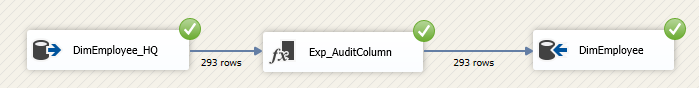 DimEmployee_HQ
293 rows
Exp_AuditColumn
293 rows
DimEmployee